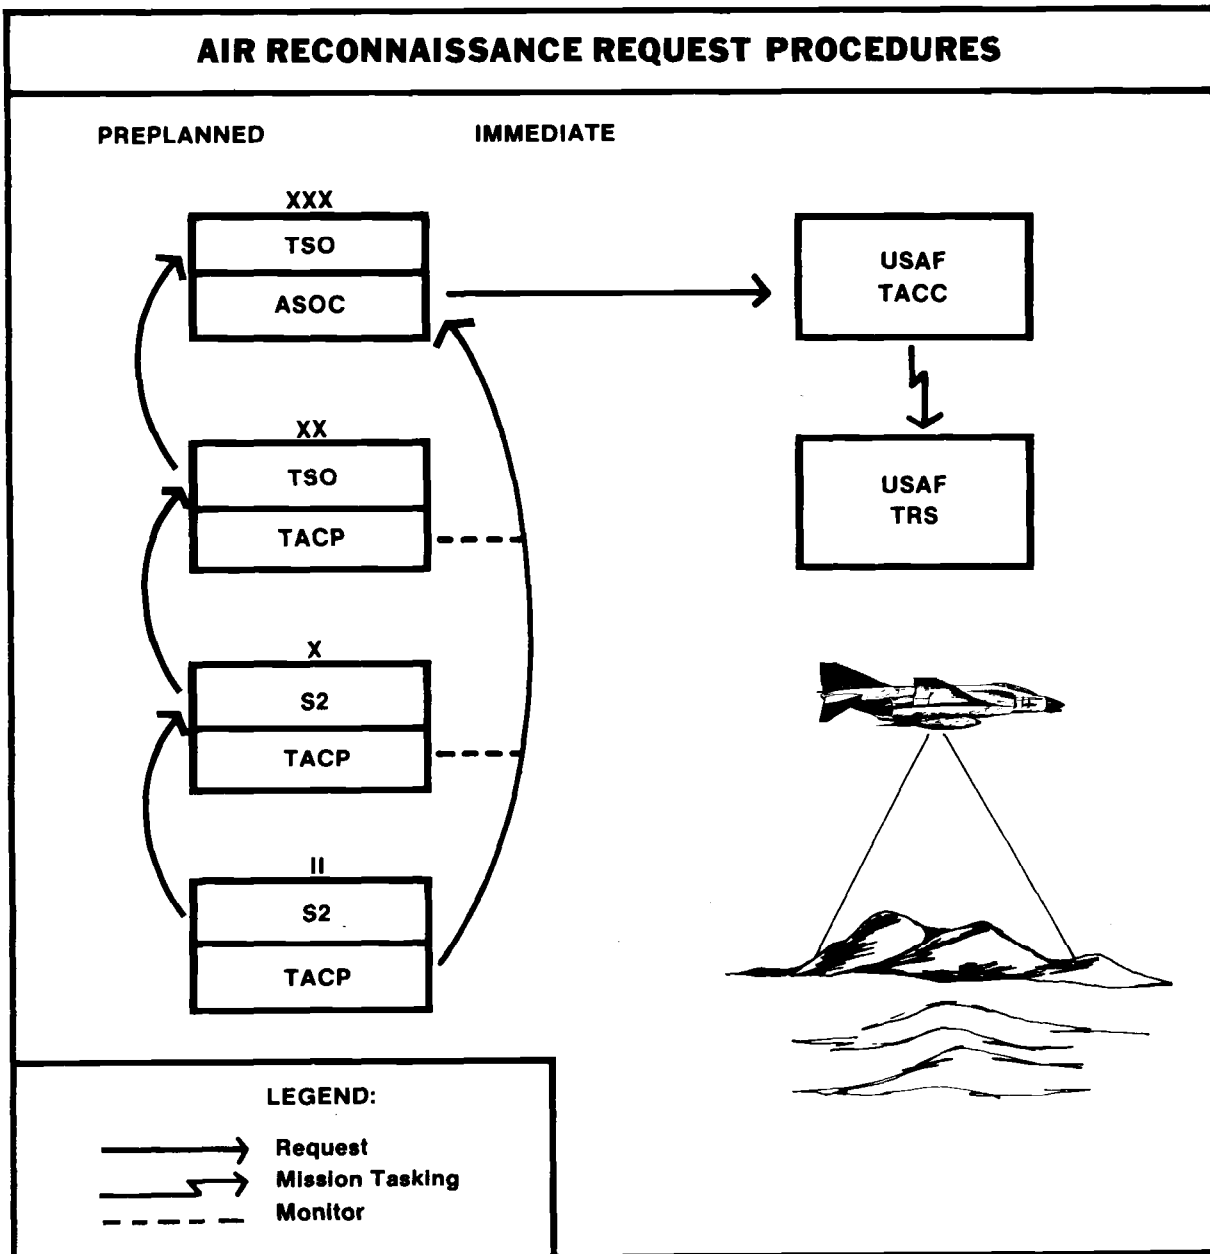 AIR RECONNAISSANCE REQUEST PROCEDURES
PREPLANNED
IMMEDIATE
XXX
TSO
ASOC
USAF
TACC
XX
TSO
TACP
USAF
TRS
X
S2
TACP
II
S2
TACP
LEGEND:
Request
Mission Tasking
Monitor